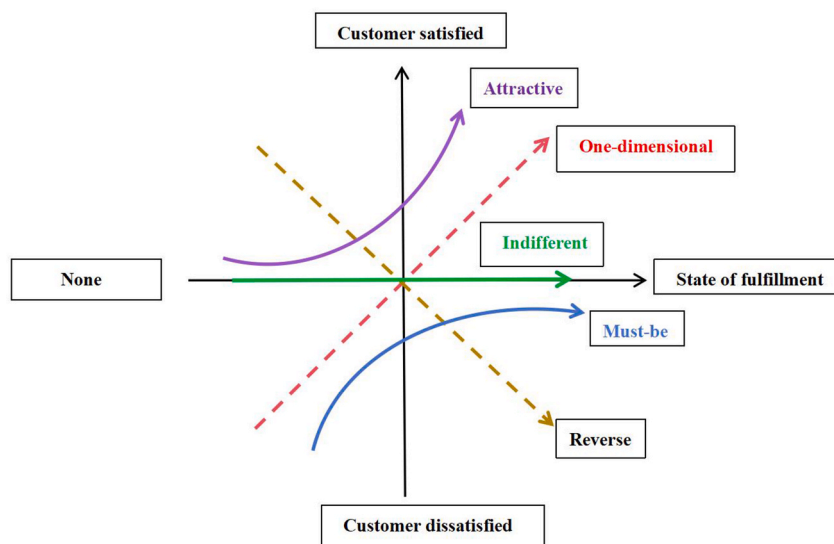 Customer satisfied
Attractive
One-dimensional
Indifferent
None
State of fulfillment
Must-be
Reverse
Customer dissatisfied